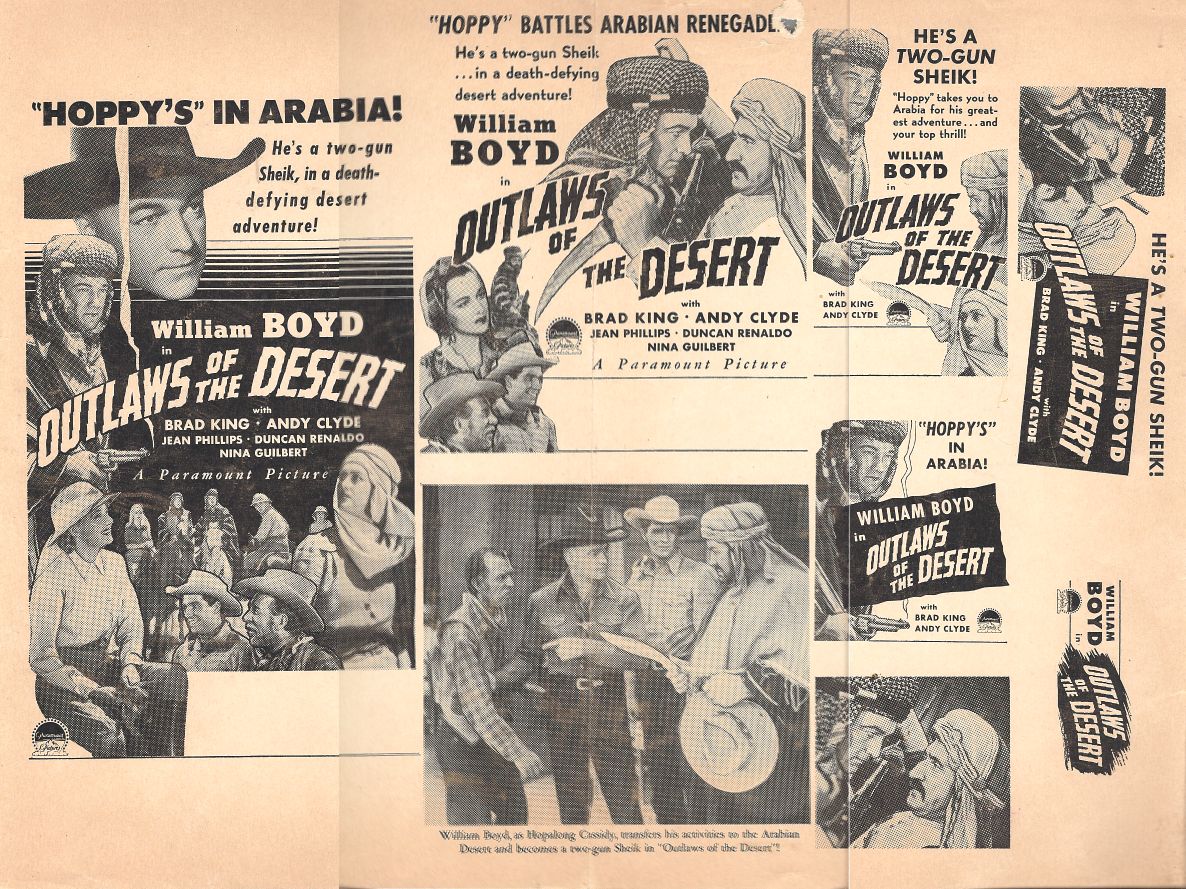 "HOPPY'S" IN ARABIA!
He's a two-gun
Sheik, in a death-
defying desert
adventure!
William BOYD
in
OUTLAWS OF THE DESERT
with
BRAD KING · ANDY CLYDE
JEAN PHILLIPS · DUNCAN RENALDO
NINA GUILBERT
A Paramount Picture
Paramount
Pictures
"HOPPY" BATTLES ARABIAN
He's a two-gun Sheik
...in a death-defying
desert adventure!
William
BOYD
in
OUTLAWS
OF
THE DESERT
with
BRAD KING · ANDY CLYDE
JEAN PHILLIPS · DUNCAN RENALDO
NINA GUILBERT
A Paramount Picture
William Boyd, as Hopalong Cassidy, transfers his activities to the Arabian
Desert and becomes a two-gun Sheik in "Outlaws of the Desert"!
HE'S A
TWO-GUN
SHEIK!
"Hoppy" takes you to
Arabia for his great-
est adventure...and
your top thrill!
WILLIAM
BOYD
in
OUTLAWS
OF THE
DESERT
with
BRAD KING
ANDY CLYDE
"HOPPY'S"
IN
ARABIA!
WILLIAM BOYD
in
OUTLAWS
OF
THE DESERT
with
BRAD KING
ANDY CLYDE
HE'S A TWO-GUN SHEIK!
WILLIAM BOYD
in
OUTLAWS
OF
THE DESERT
with
BRAD KING · ANDY CLYDE
WILLIAM
BOYD
in
OUTLAWS
OF
THE DESERT